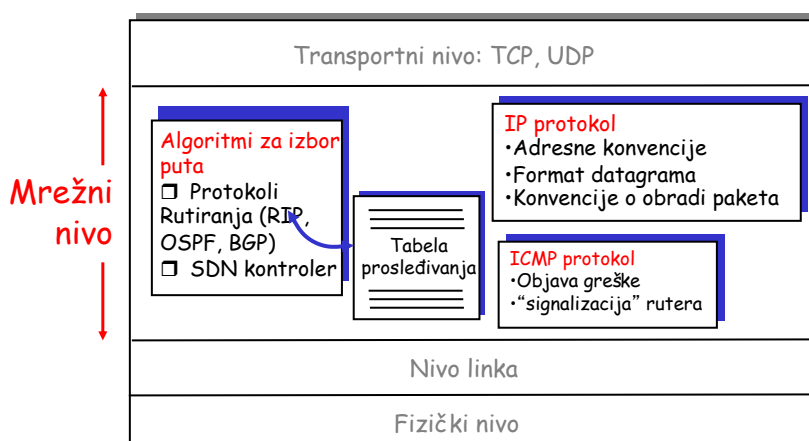 Transportni nivo: TCP, UDP
Mrežni
nivo
Algoritmi za izbor
puta
❒ Protokoli
Rutiranja (RIP,
OSPF, BGP)
❒ SDN kontroler
Tabela
prosleđivanja
IP protokol
•Adresne konvencije
•Format datagrama
•Konvencije o obradi paketa
ICMP protokol
•Objava greške
•“signalizacija” rutera
Nivo linka
Fizički nivo